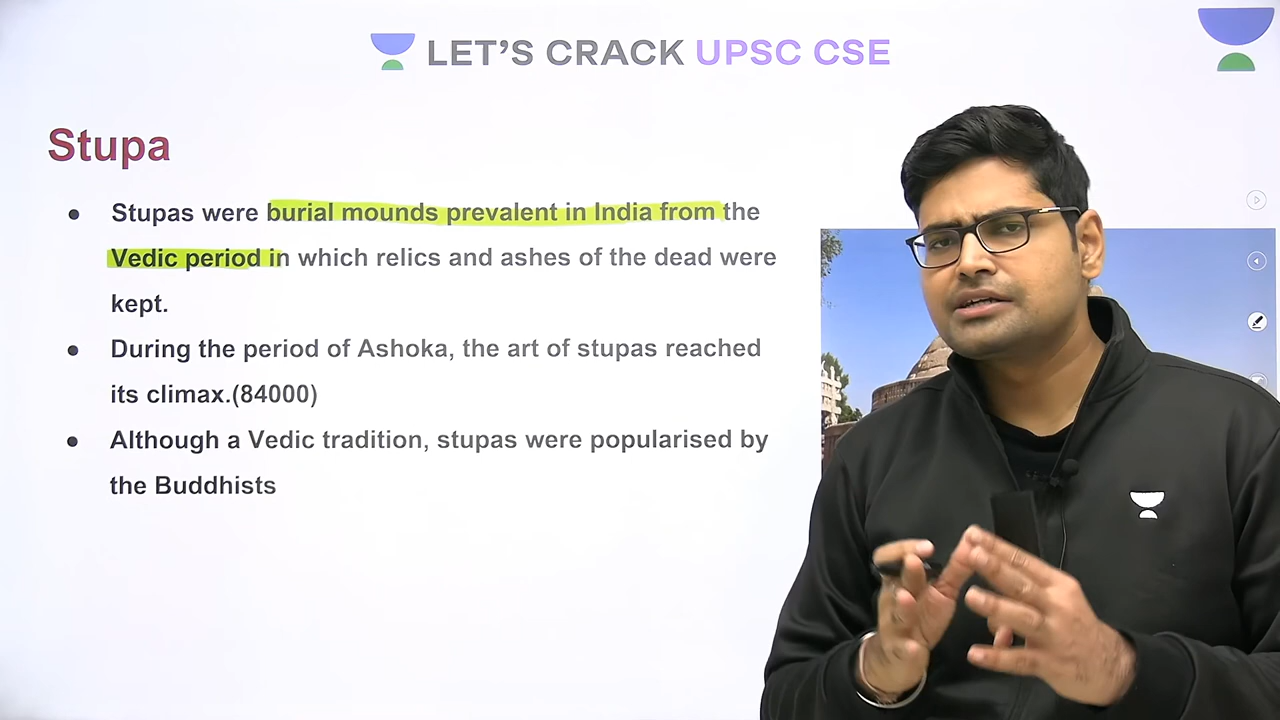 LET'S CRACK UPSC CSE
Stupa
● Stupas were burial mounds prevalent in India from the
Vedic period in which relics and ashes of the dead were
kept.
● During the period of Ashoka, the art of stupas reached
its climax.(84000)
● Although a Vedic tradition, stupas were popularised by
the Buddhists